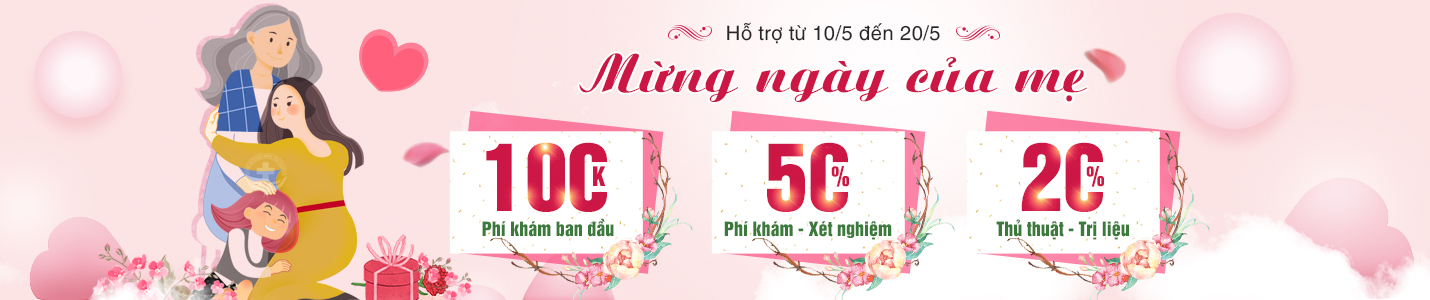 Hỗ trợ từ 10/5 đến 20/5
Mừng ngày của mẹ
100K
Phí khám ban đầu
50%
Phí khám - Xét nghiệm
20%
Thủ thuật - Trị liệu